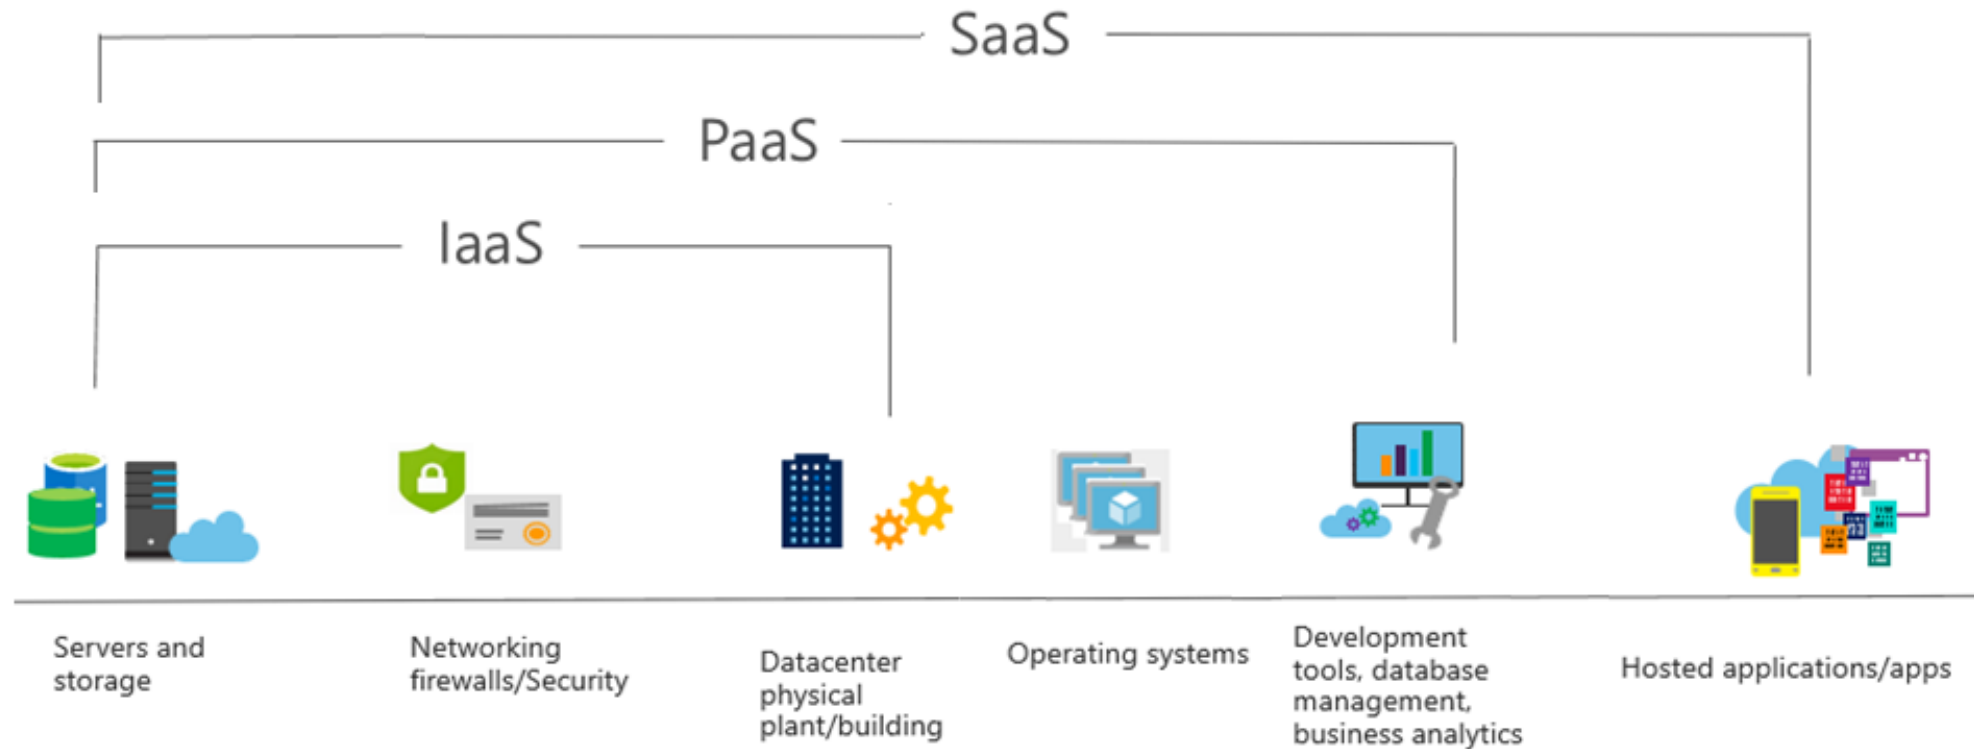 SaaS
PaaS
IaaS
Servers and
storage
Networking
firewalls/Security
Datacenter
physical
plant/building
Operating systems
Development
tools, database
management,
business analytics
Hosted applications/apps